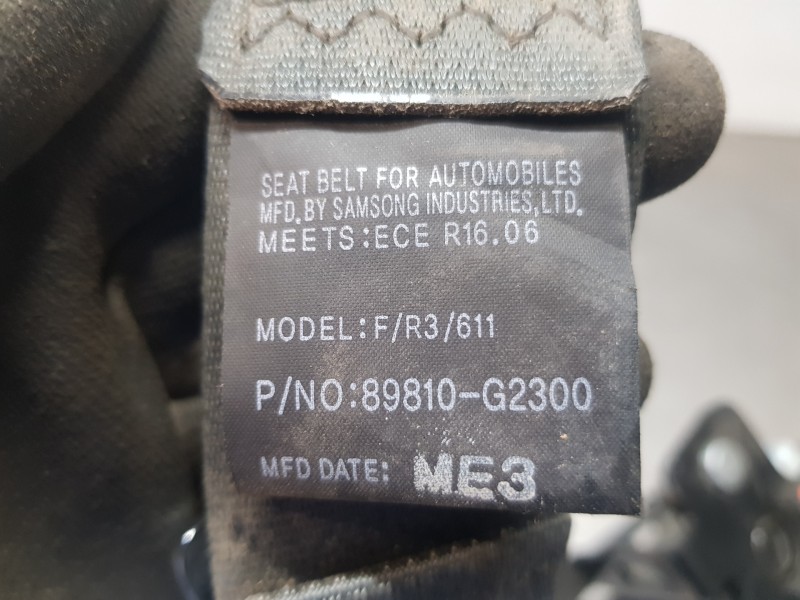 SEAT BELT FOR AUTOMOBILES
MFD. BY SAMSONG INDUSTRIES, LTD.
MEETS: ECE R16.06
MODEL: F/R3/611
P/NO: 89810-G2300
MFD DATE: ME3